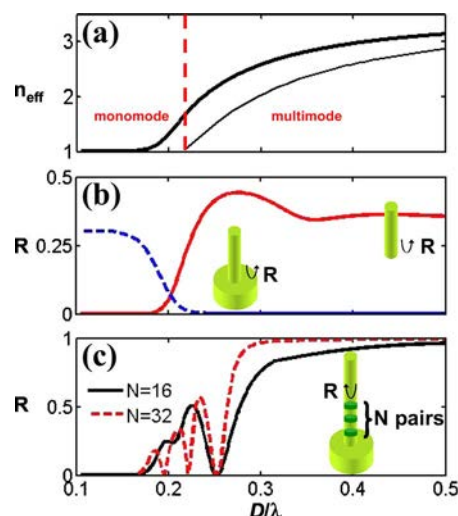 (a)
3
2
1
n_eff
monomode
multimode
(b)
0.5
0.25
0
R
R
R
(c)
1
0.5
0
R
N=16
N=32
R
N pairs
0.1 0.2 0.3 0.4 0.5
D/λ